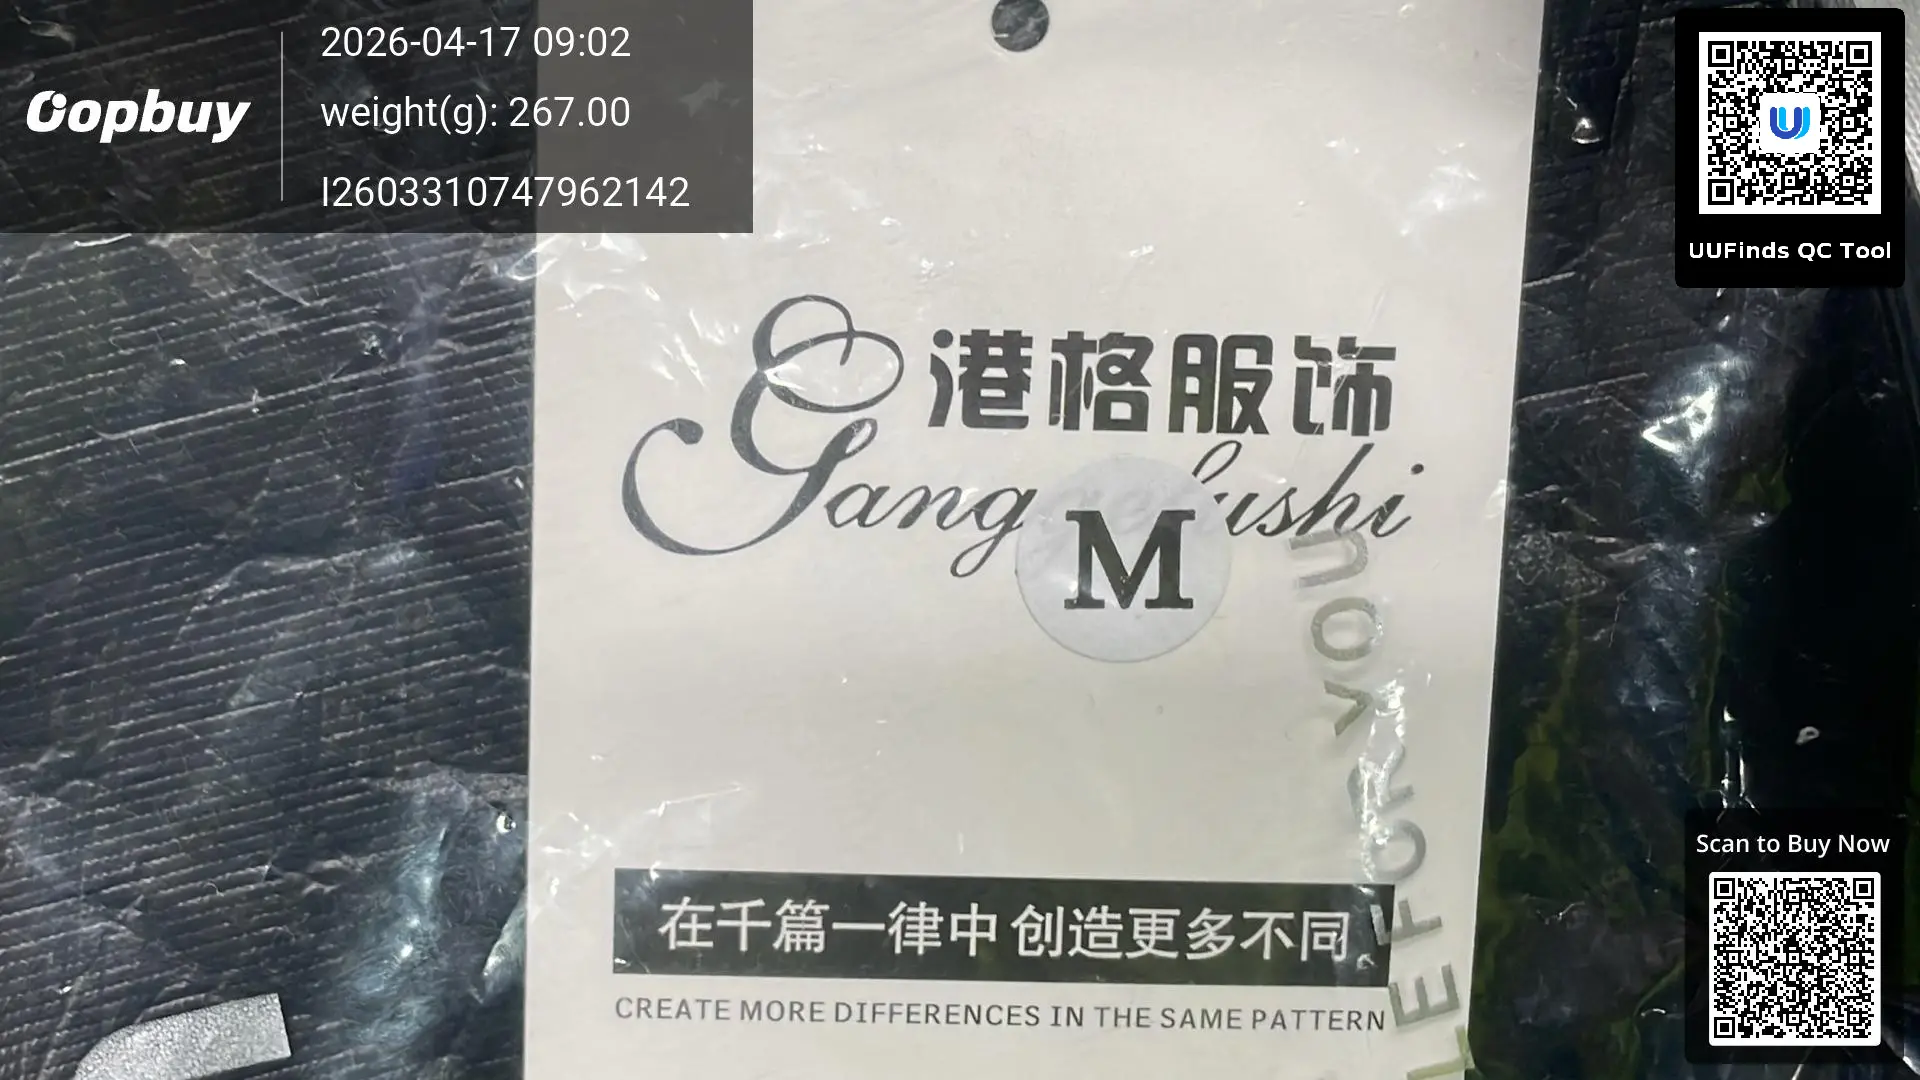 Oopbuy
2026-04-17 09:02
weight(g): 267.00
I2603310747962142
UUFinds QC Tool
港格服饰
M
在千篇一律中创造更多不同
CREATE MORE DIFFERENCES IN THE SAME PATTERN
FOR YOU
Scan to Buy Now